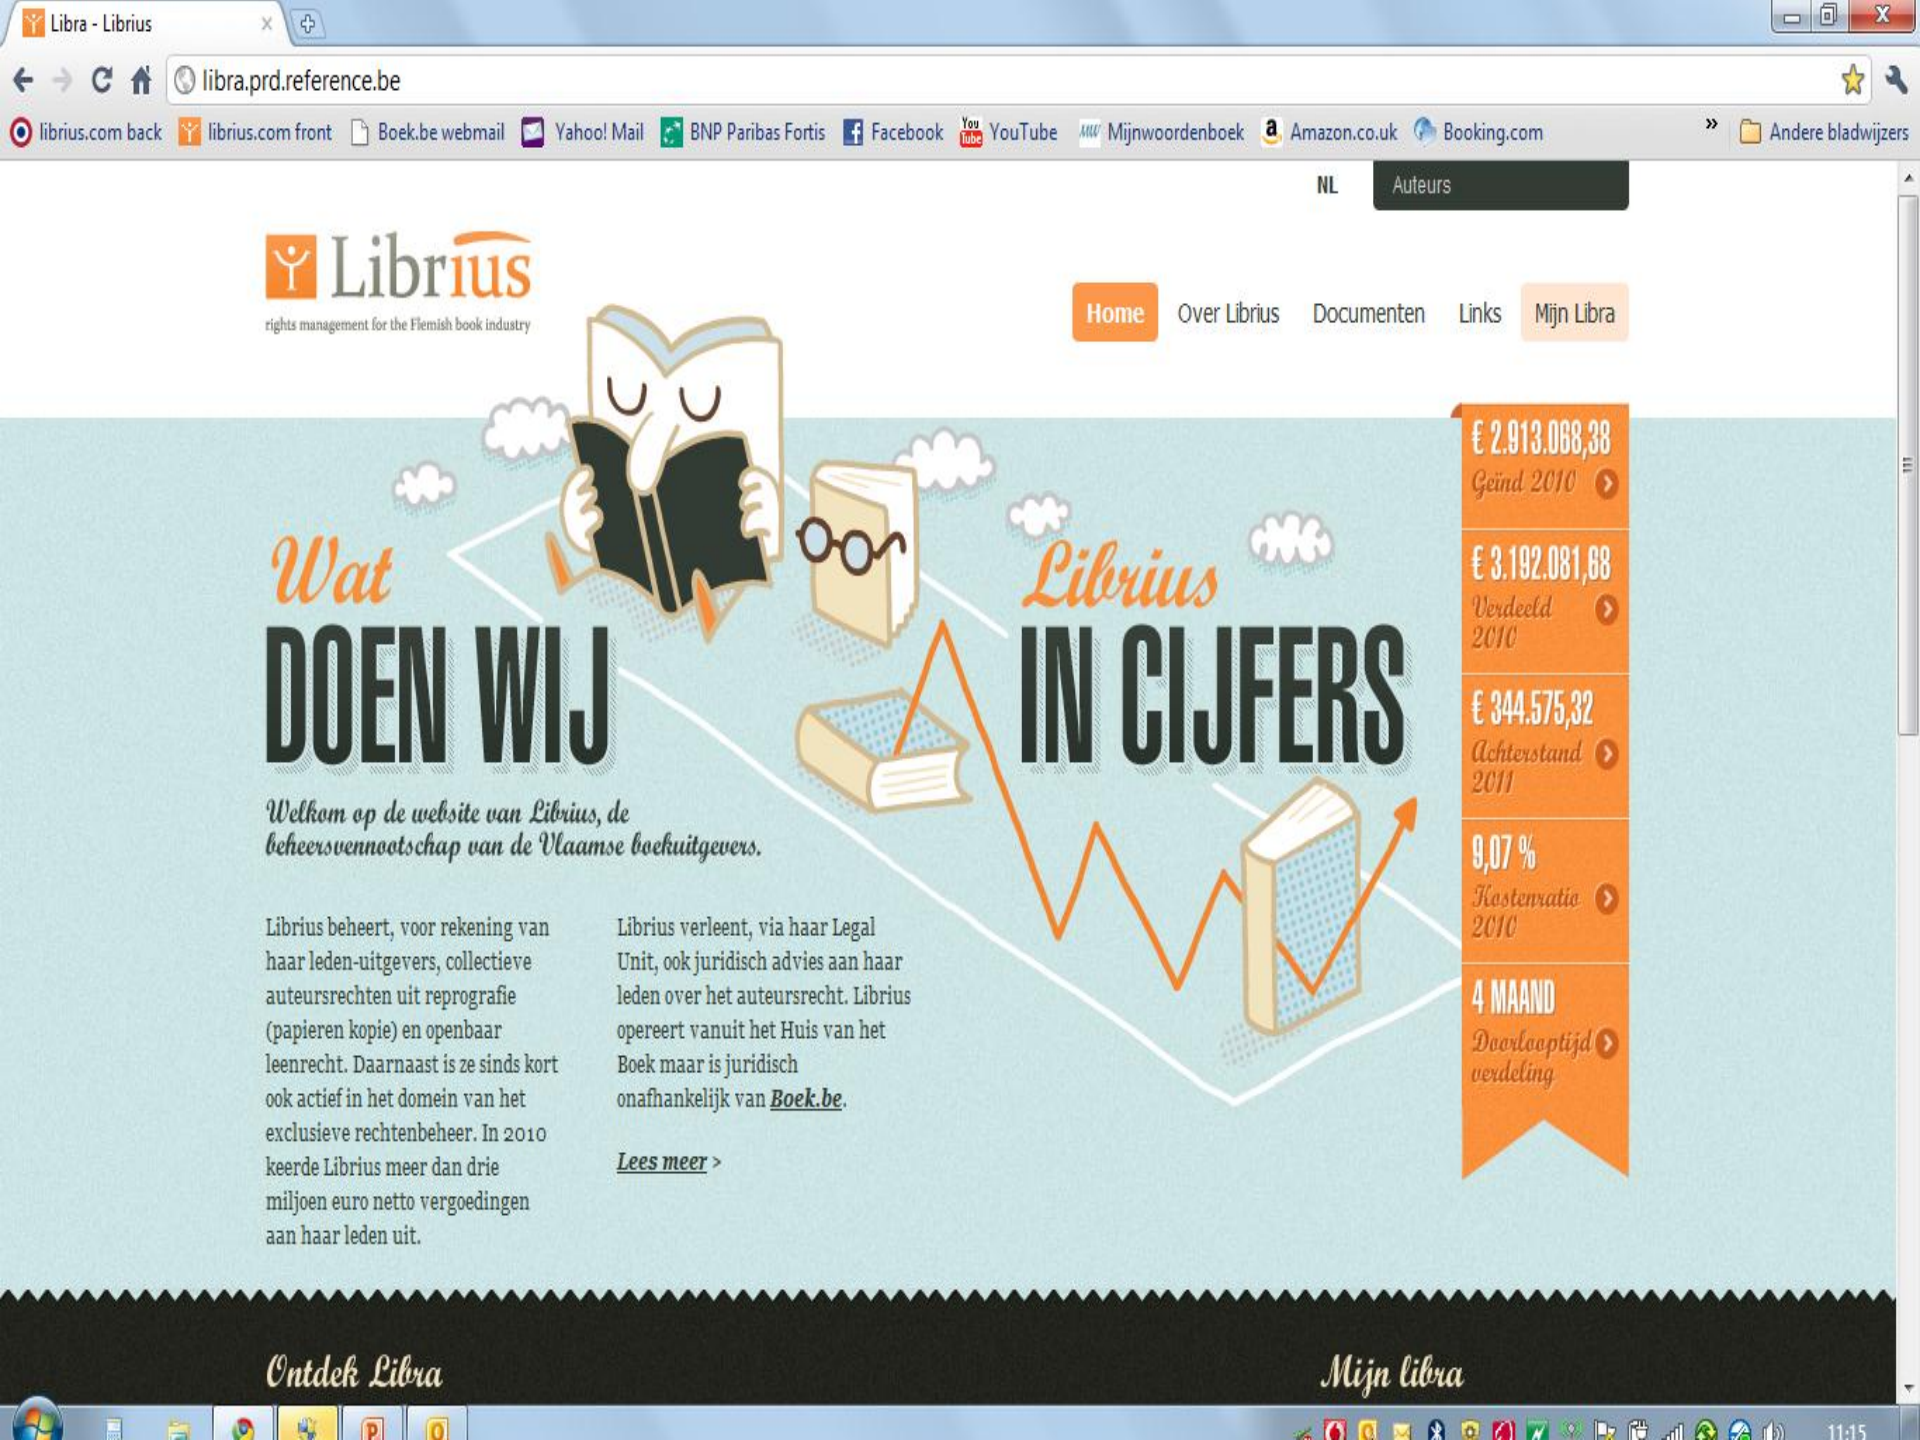 Libra - Librius
libra.prd.reference.be
librius.com back librius.com front Boek.be webmail Yahoo! Mail BNP Paribas Fortis Facebook YouTube Mijnwoordenboek Amazon.co.uk Booking.com » Andere bladwijzers
NL Auteurs
Librius
rights management for the Flemish book industry
Home Over Librius Documenten Links Mijn Libra
Wat
DOEN WIJ
Welkom op de website van Librius, de
beheersvennootschap van de Vlaamse boekuitgevers.
Librius beheert, voor rekening van
haar leden-uitgevers, collectieve
auteursrechten uit reprografie
(papieren kopie) en openbaar
leenrecht. Daarnaast is ze sinds kort
ook actief in het domein van het
exclusieve rechtenbeheer. In 2010
keerde Librius meer dan drie
miljoen euro netto vergoedingen
aan haar leden uit.
Librius verleent, via haar Legal
Unit, ook juridisch advies aan haar
leden over het auteursrecht. Librius
opereert vanuit het Huis van het
Boek maar is juridisch
onafhankelijk van Boek.be.
Lees meer >
Librius
IN CIJFERS
€ 2.913.068,38
Geïnd 2010
€ 3.192.081,68
Verdeeld
2010
€ 344.575,32
Achterstand
2011
9,07 %
Kostenratio
2010
4 MAAND
Doorlooptijd
verdeling
Ontdek Libra
Mijn libra
11:15